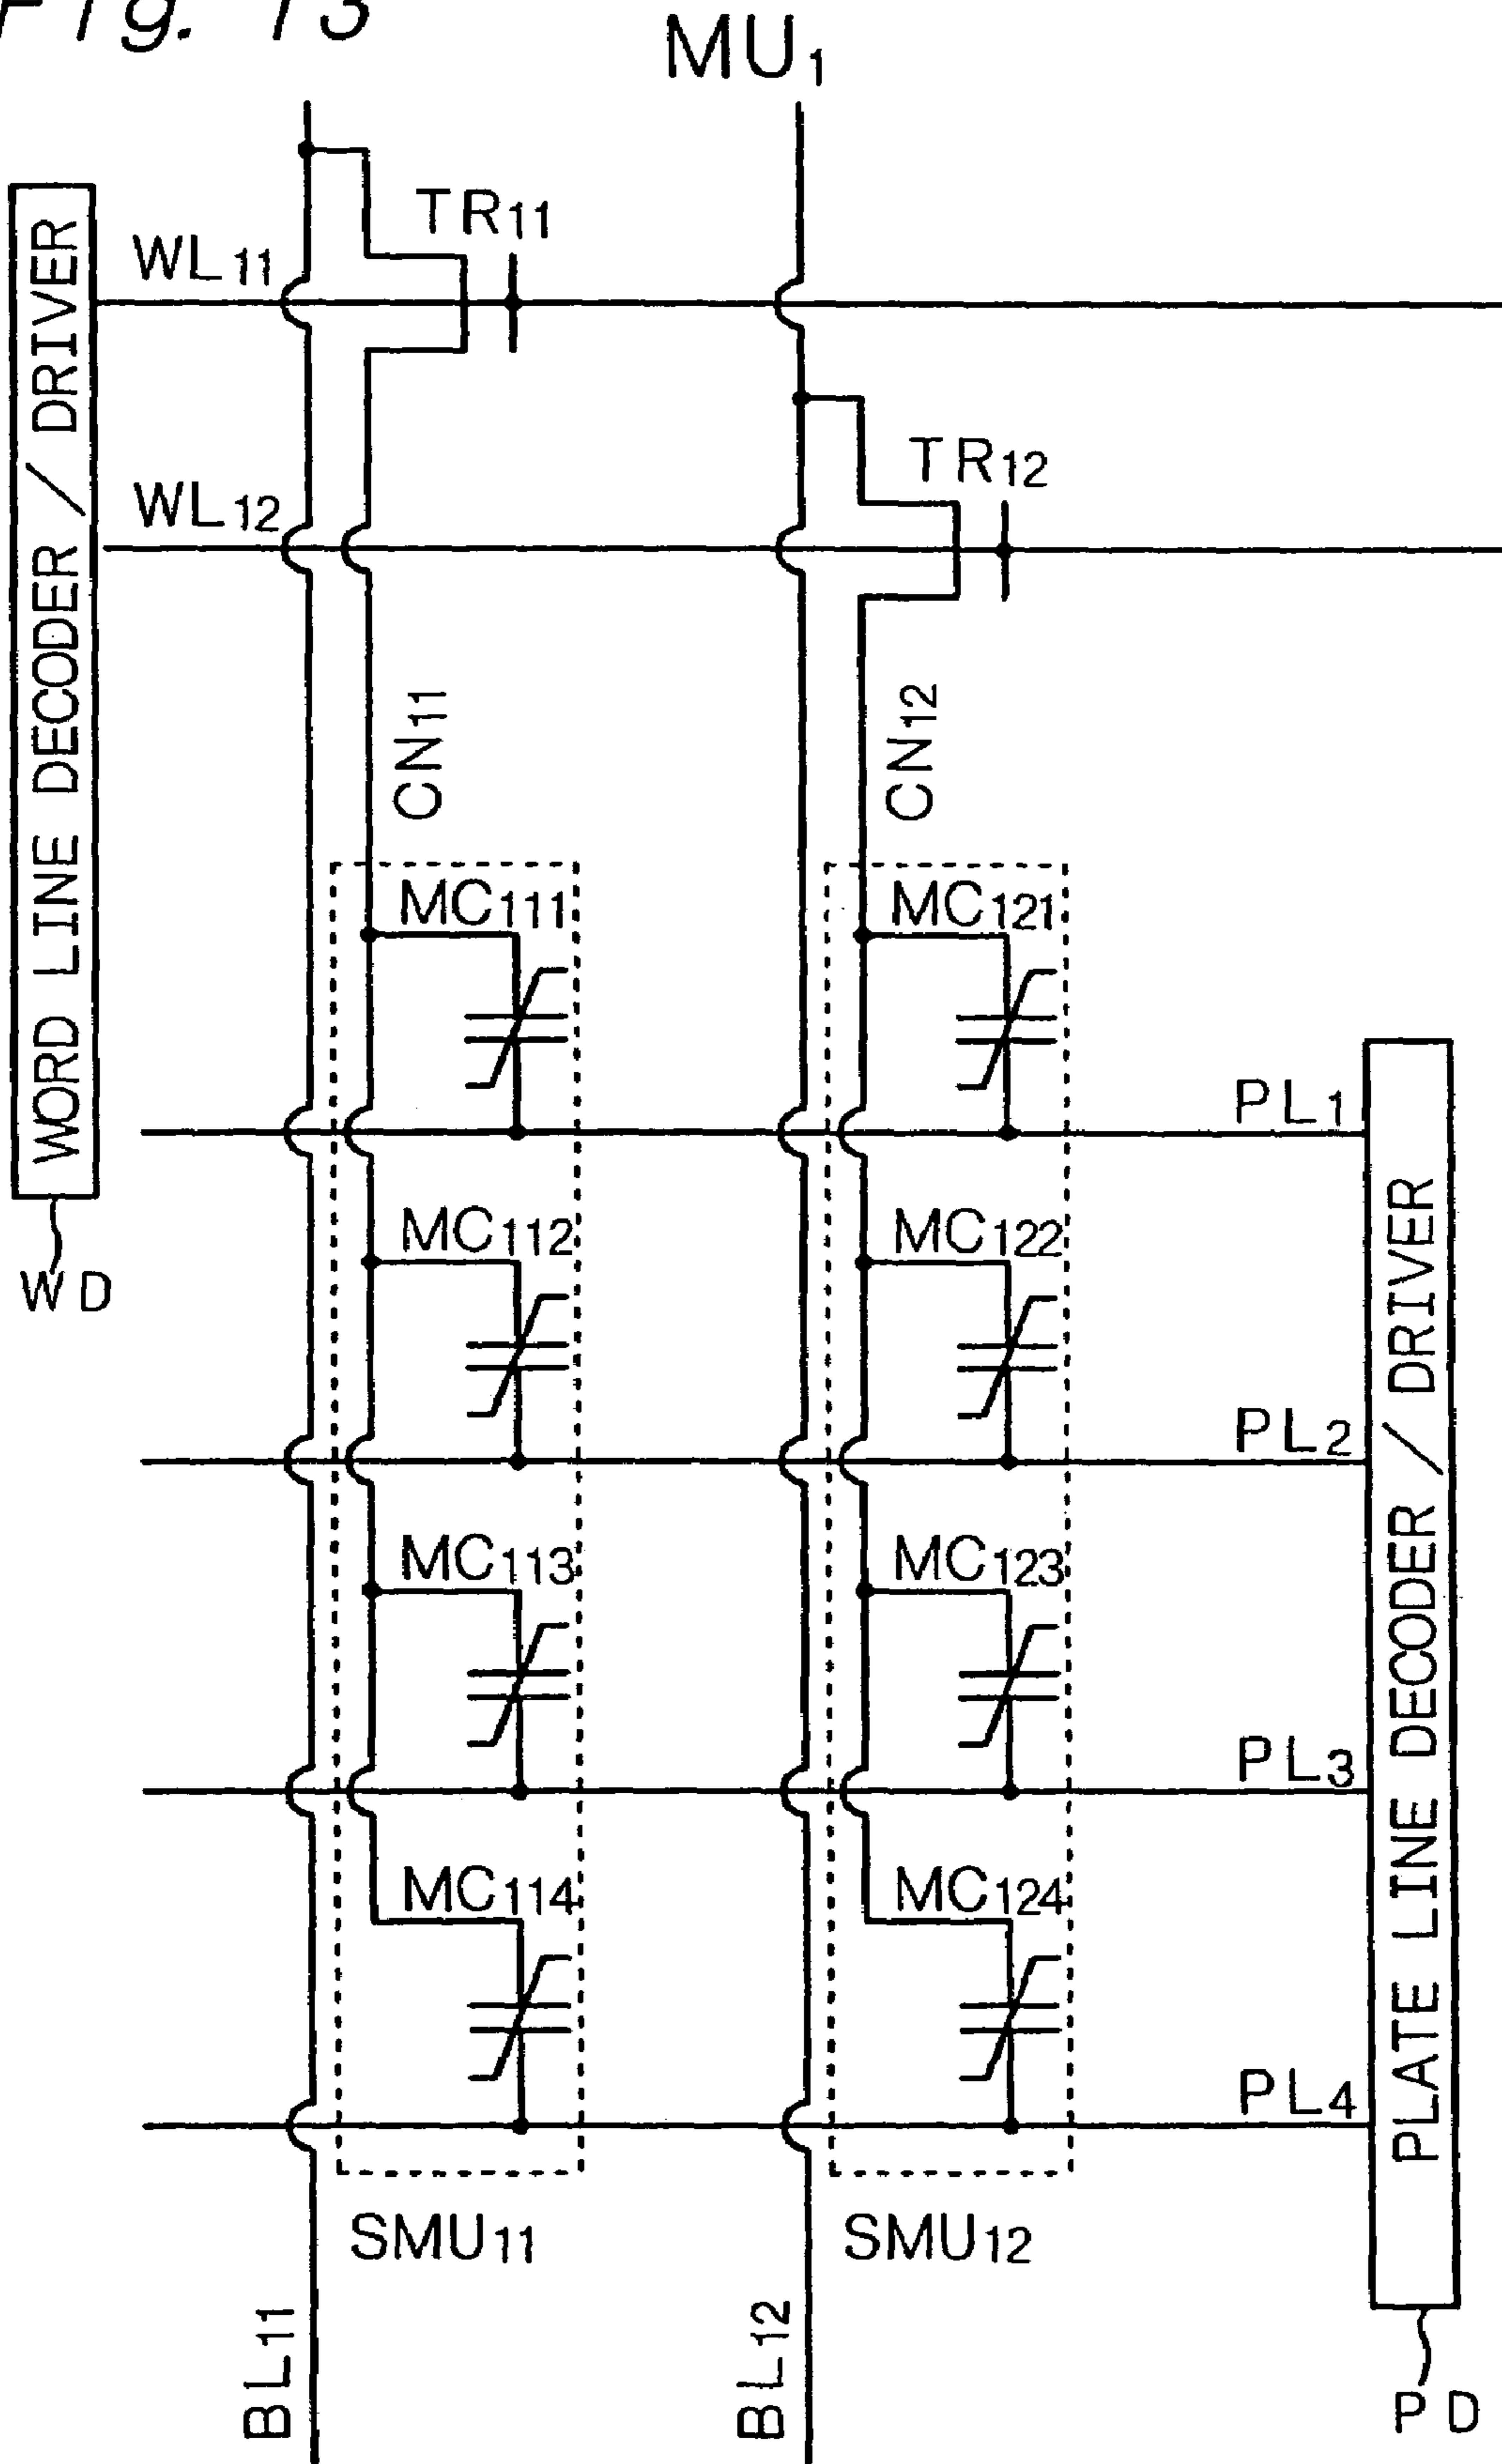 Fig. 13
MU1
TR11
WL11
TR12
WL12
WORD LINE DECODER / DRIVER
WD
CN11
CN12
MC111
MC121
PL1
MC112
MC122
PL2
MC113
MC123
PL3
MC114
MC124
PL4
PLATE LINE DECODER / DRIVER
PD
SMU11
SMU12
BL11
BL12